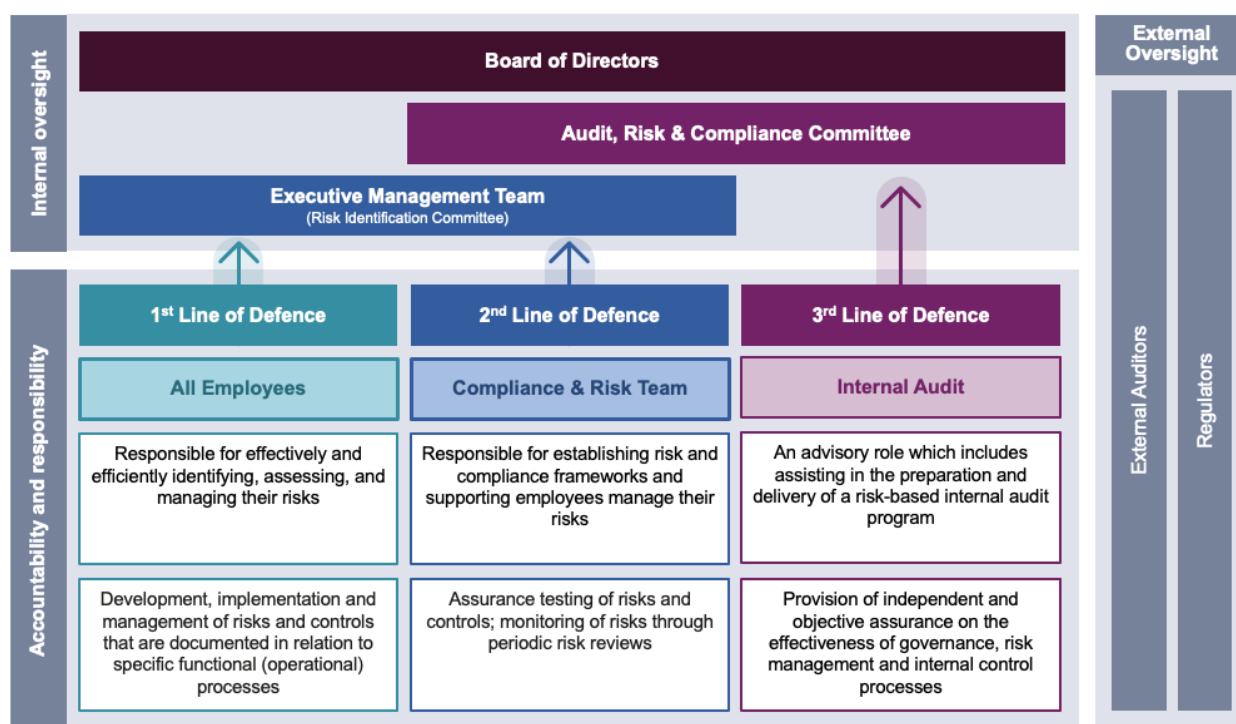 Internal oversight
Board of Directors
Audit, Risk & Compliance Committee
Executive Management Team
(Risk Identification Committee)
Accountability and responsibility
1st Line of Defence
All Employees
Responsible for effectively and
efficiently identifying, assessing, and
managing their risks
Development, implementation and
management of risks and controls
that are documented in relation to
specific functional (operational)
processes
2nd Line of Defence
Compliance & Risk Team
Responsible for establishing risk and
compliance frameworks and
supporting employees manage their
risks
Assurance testing of risks and
controls; monitoring of risks through
periodic risk reviews
3rd Line of Defence
Internal Audit
An advisory role which includes
assisting in the preparation and
delivery of a risk-based internal audit
program
Provision of independent and
objective assurance on the
effectiveness of governance, risk
management and internal control
processes
External
Oversight
External Auditors
Regulators